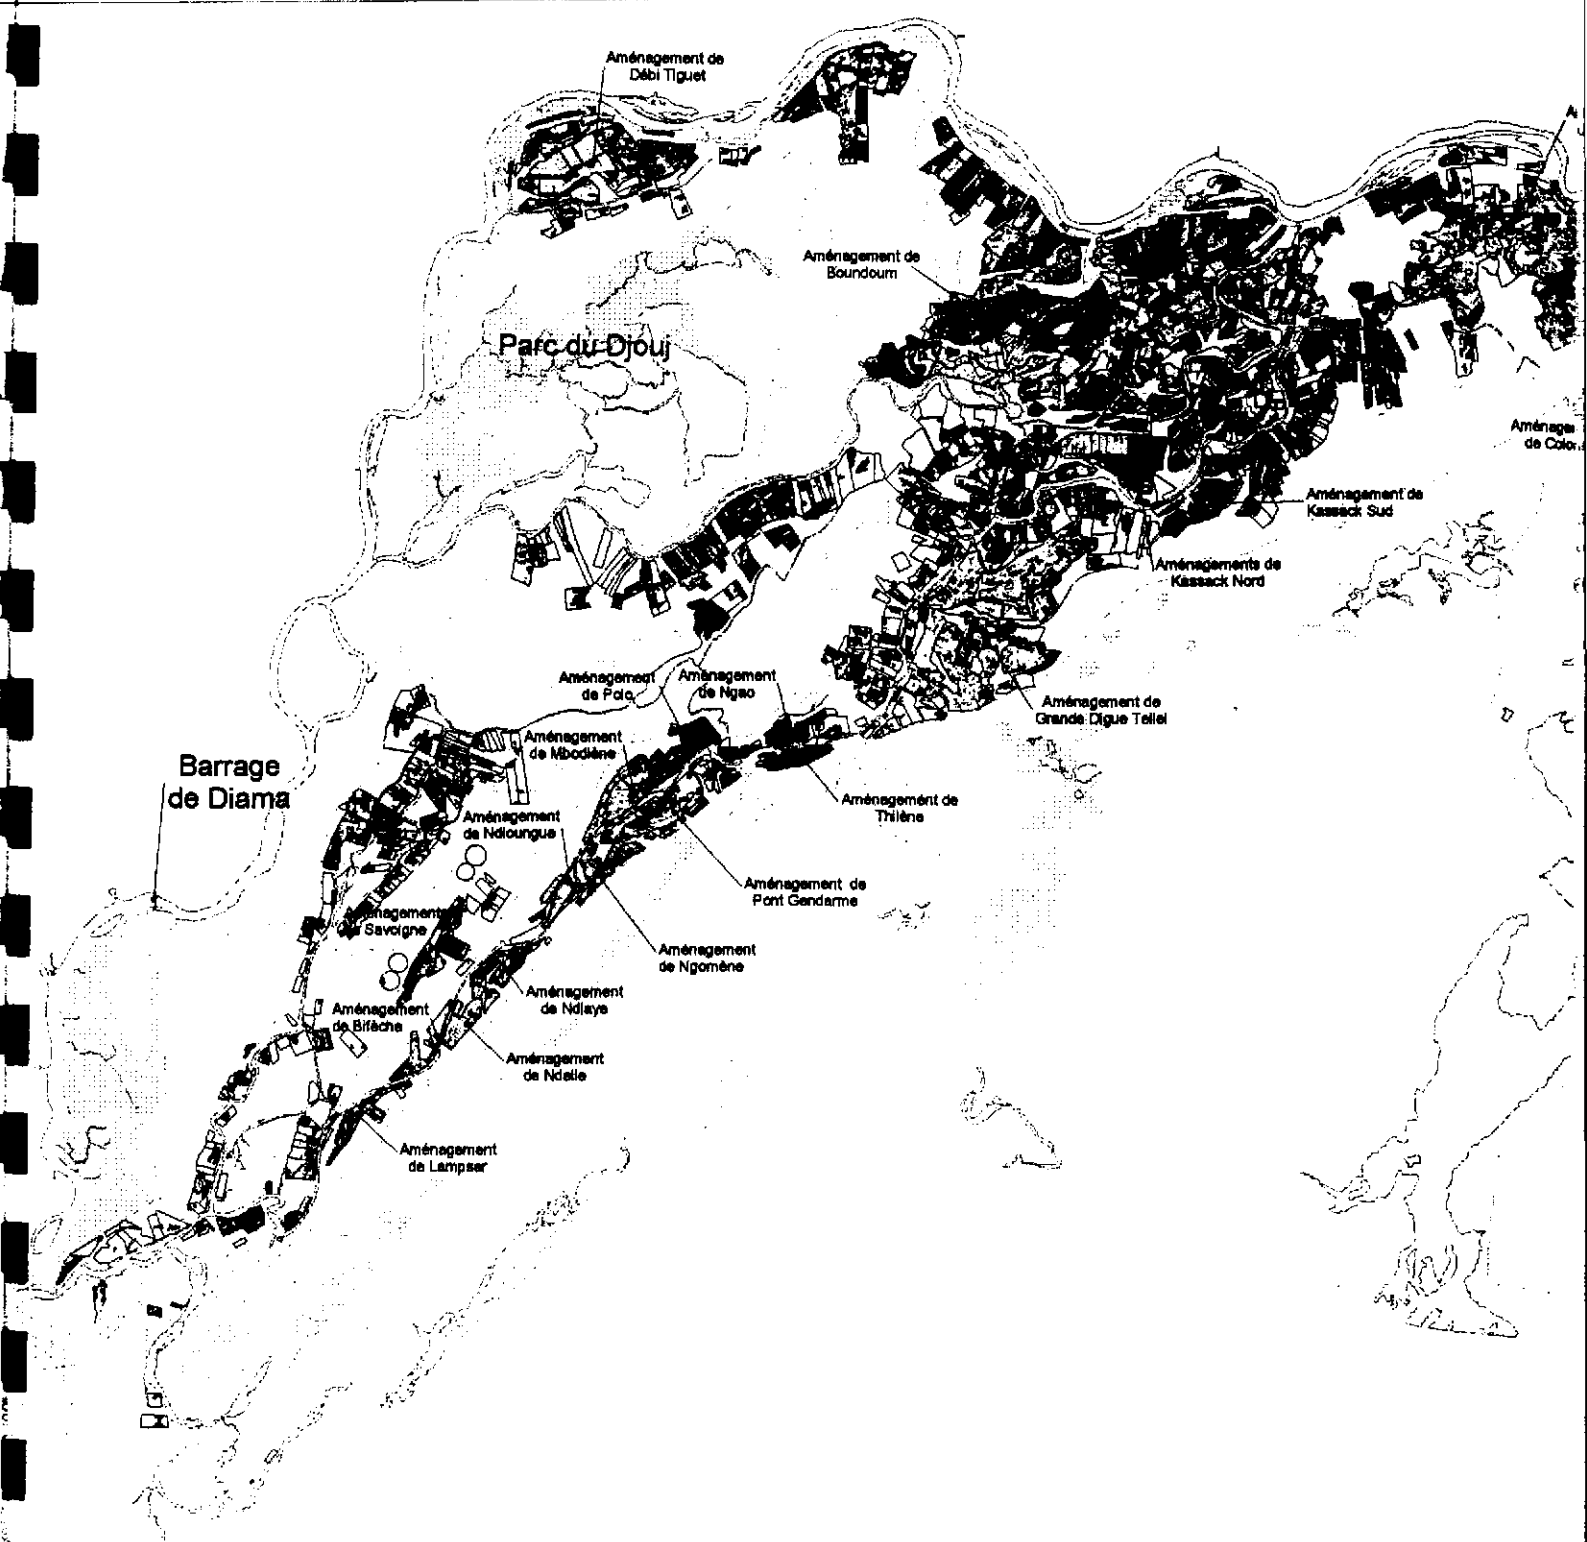 Aménagement de
Débi Tiguet
Aménagement de
Boundoum
Parc du Djouj
Aménage
de Color
Aménagement de
Kassack Sud
Aménagements de
Kassack Nord
Aménagement
de Polo
Aménagement
de Ngao
Aménagement de
Grande Digue Tellel
Aménagement
de Mbodiène
Barrage
de Diama
Aménagement de
Thilène
Aménagement
de Ndioungue
Aménagement de
Pont Gendarme
Aménagements
Savoigne
Aménagement
de Ngomène
Aménagement
de Ndiaye
Aménagement
de Bifèche
Aménagement
de Ndelle
Aménagement
de Lampsar